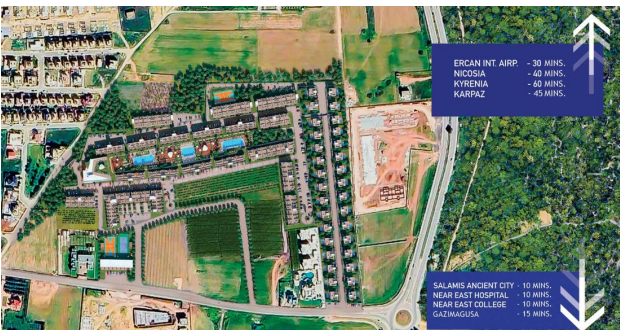 ERCAN INT. AIRP. - 30 MINS.
NICOSIA - 40 MINS.
KYRENIA - 60 MINS.
KARPAZ - 45 MINS.
SALAMIS ANCIENT CITY - 10 MINS.
NEAR EAST HOSPITAL - 10 MINS.
NEAR EAST COLLEGE - 10 MINS.
GAZIMAGUSA - 15 MINS.